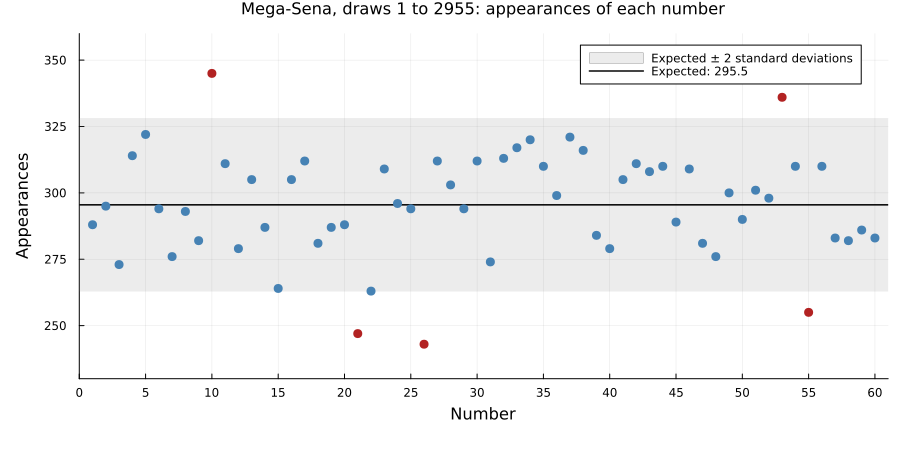 Mega-Sena, draws 1 to 2955: appearances of each number
Expected ± 2 standard deviations
Expected: 295.5
Appearances
350
325
300
275
250
0 5 10 15 20 25 30 35 40 45 50 55 60
Number